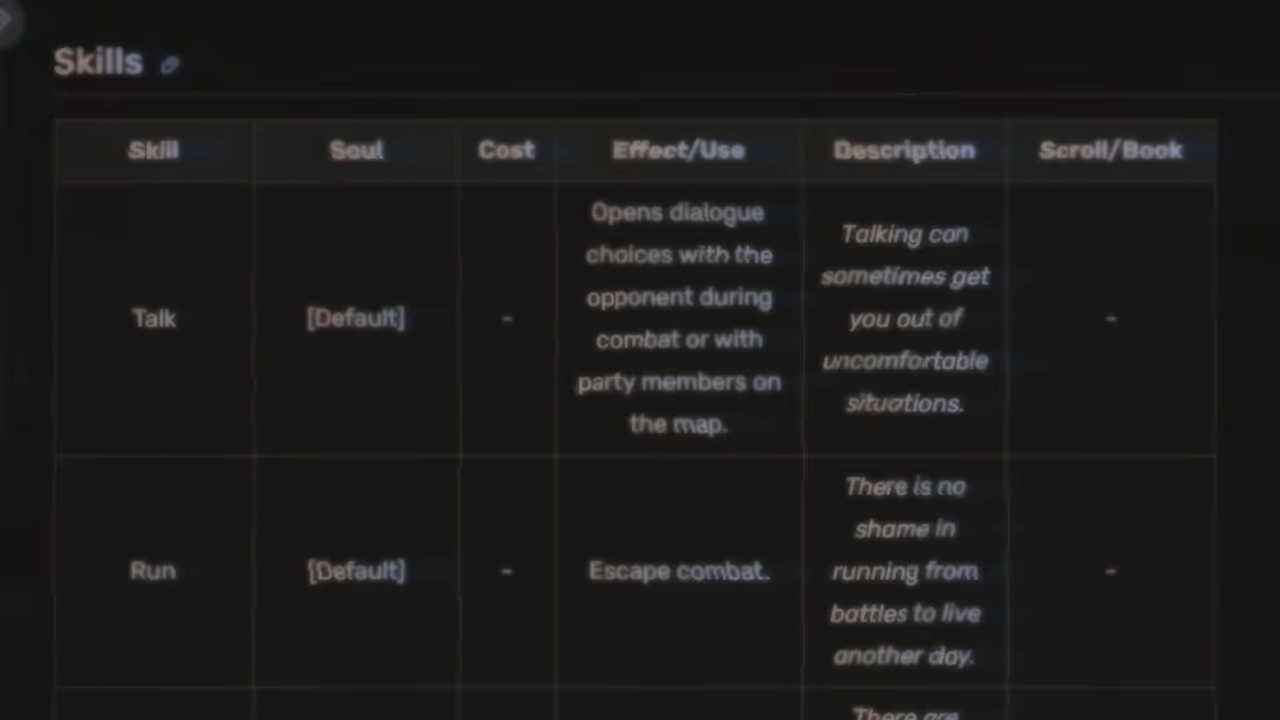 Skills
Skill Soul Cost Effect/Use Description Scroll/Book
Talk
[Default]
-
Opens dialogue
choices with the
opponent during
combat or with
party members on
the map.
Talking can
sometimes get
you out of
uncomfortable
situations.
-
Run
[Default]
-
Escape combat.
There is no
shame in
running from
battles to live
another day.
-
There are